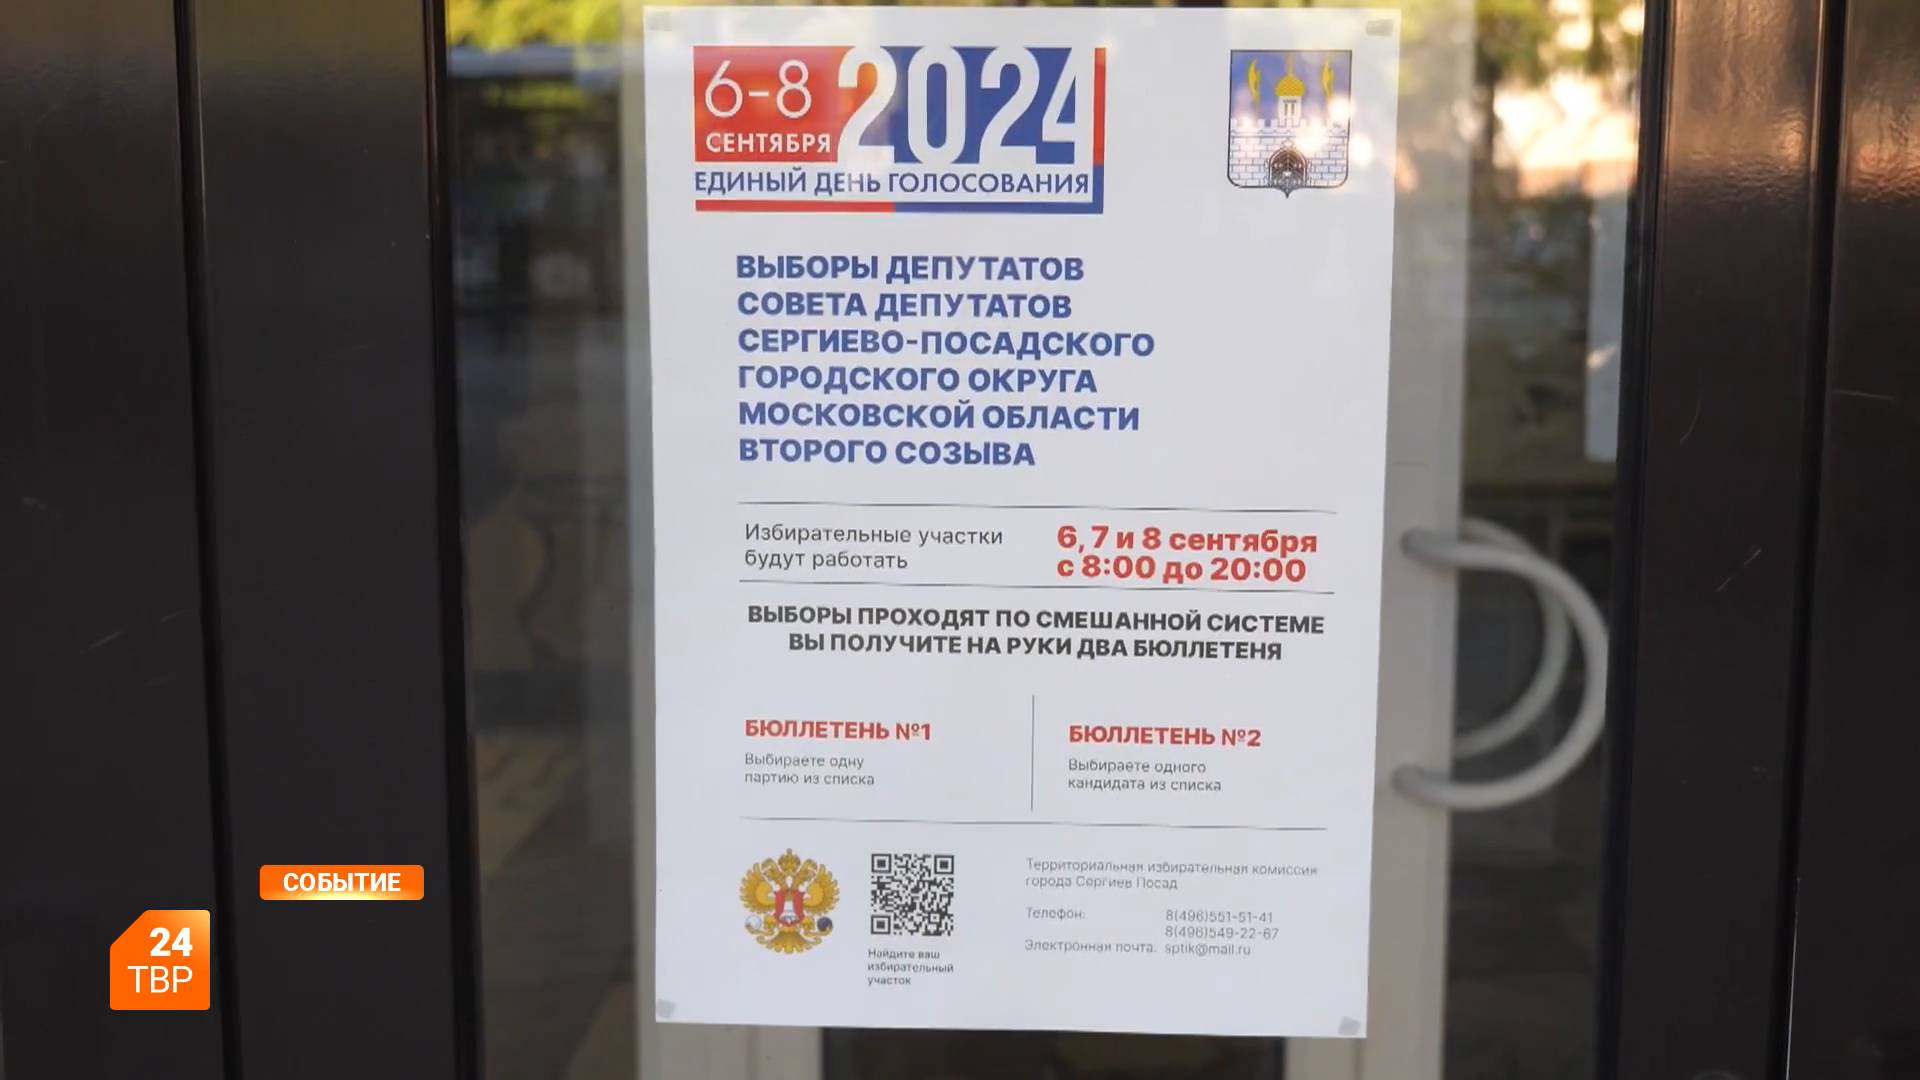 6-8
СЕНТЯБРЯ
2024
ЕДИНЫЙ ДЕНЬ ГОЛОСОВАНИЯ
ВЫБОРЫ ДЕПУТАТОВ
СОВЕТА ДЕПУТАТОВ
СЕРГИЕВО-ПОСАДСКОГО
ГОРОДСКОГО ОКРУГА
МОСКОВСКОЙ ОБЛАСТИ
ВТОРОГО СОЗЫВА
Избирательные участки
будут работать
6, 7 и 8 сентября
с 8:00 до 20:00
ВЫБОРЫ ПРОХОДЯТ ПО СМЕШАННОЙ СИСТЕМЕ
ВЫ ПОЛУЧИТЕ НА РУКИ ДВА БЮЛЛЕТЕНЯ
БЮЛЛЕТЕНЬ №1
Выбираете одну
партию из списка
БЮЛЛЕТЕНЬ №2
Выбираете одного
кандидата из списка
Найдите ваш
избирательный
участок
Территориальная избирательная комиссия
города Сергиев Посад
Телефон: 8(496)551-51-41
8(496)549-22-67
Электронная почта: sptik@mail.ru
СОБЫТИЕ
24
ТВР